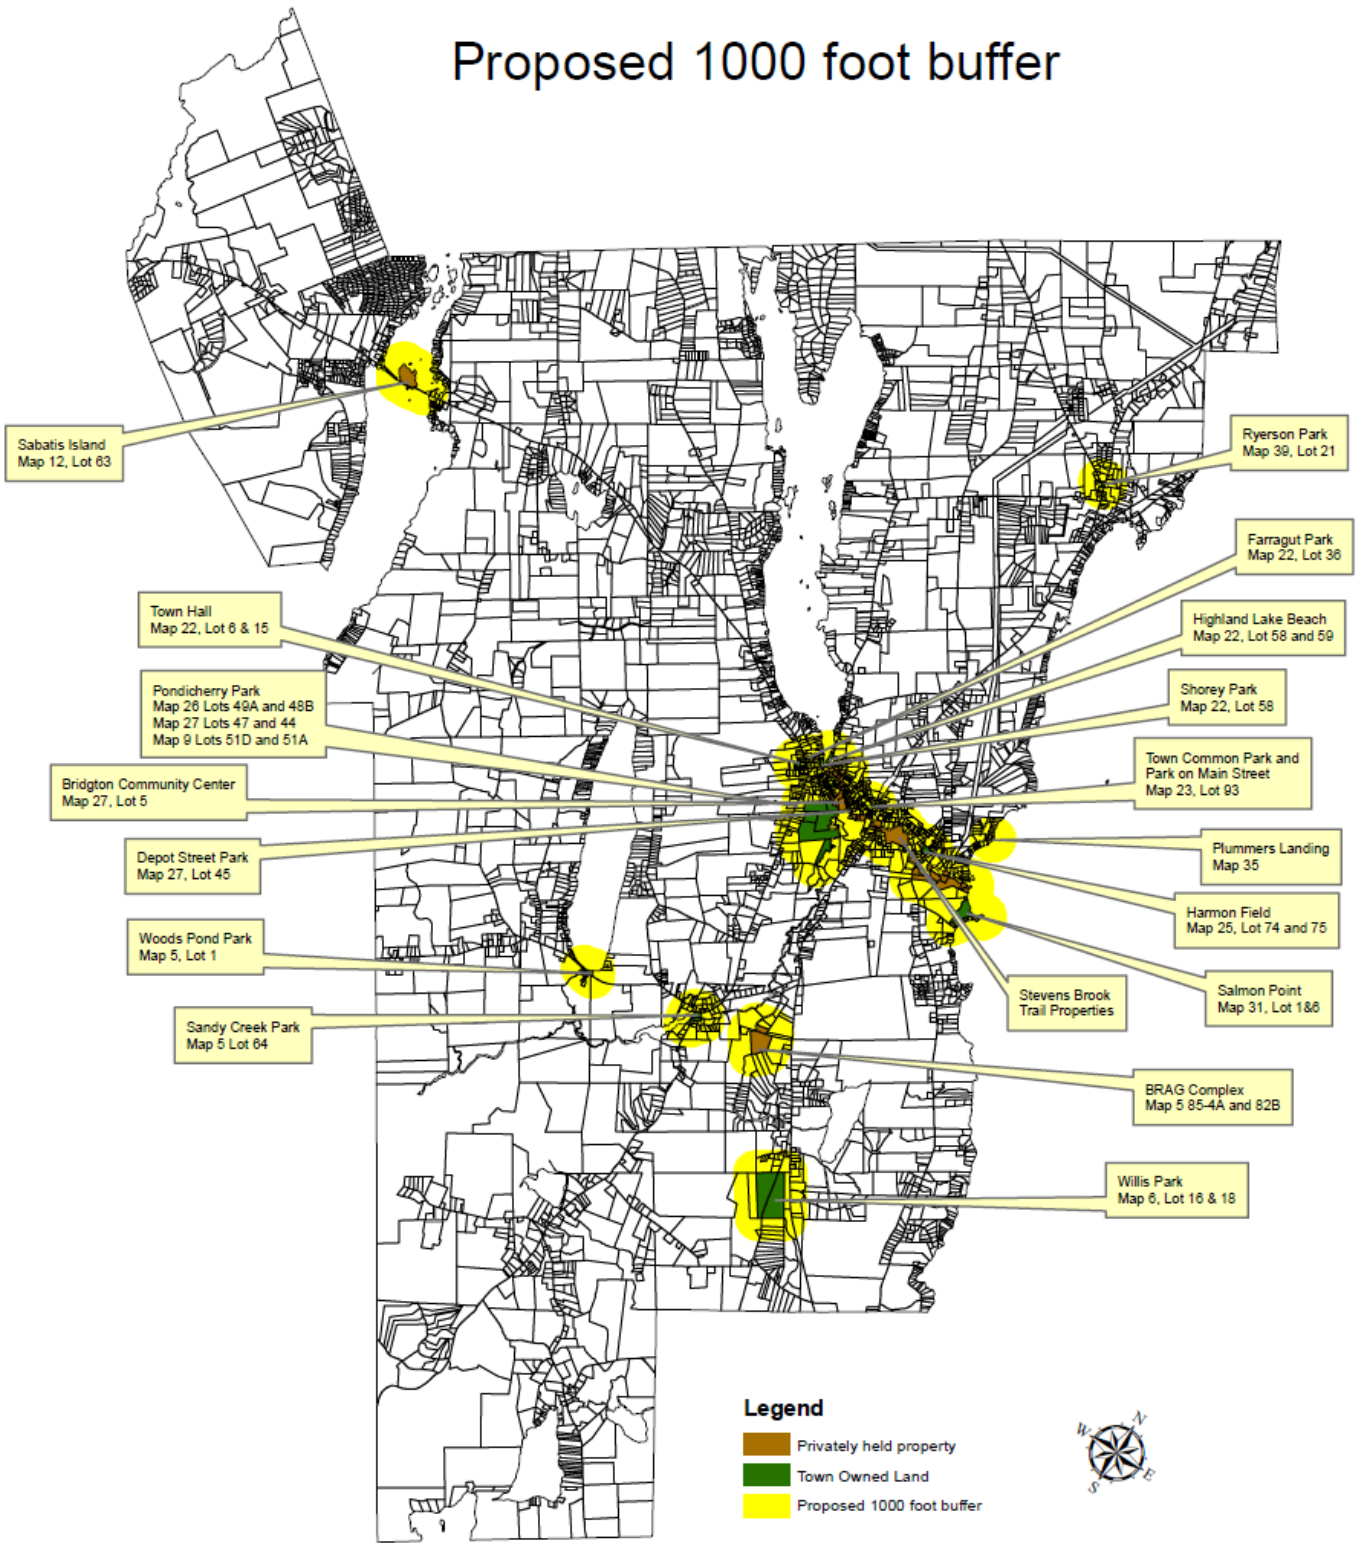 Proposed 1000 foot buffer
Sabatis Island
Map 12, Lot 63
Ryerson Park
Map 39, Lot 21
Farragut Park
Map 22, Lot 36
Town Hall
Map 22, Lot 6 & 15
Highland Lake Beach
Map 22, Lot 58 and 59
Pondicherry Park
Map 26 Lots 49A and 48B
Map 27 Lots 47 and 44
Map 9 Lots 51D and 51A
Shorey Park
Map 22, Lot 58
Town Common Park and
Park on Main Street
Map 23, Lot 93
Bridgton Community Center
Map 27, Lot 5
Plummers Landing
Map 35
Depot Street Park
Map 27, Lot 45
Harmon Field
Map 25, Lot 74 and 75
Woods Pond Park
Map 5, Lot 1
Salmon Point
Map 31, Lot 1&6
Stevens Brook
Trail Properties
Sandy Creek Park
Map 5 Lot 64
BRAG Complex
Map 5 85-4A and 82B
Willis Park
Map 6, Lot 16 & 18
Legend
Privately held property
Town Owned Land
Proposed 1000 foot buffer
N
W
E
S